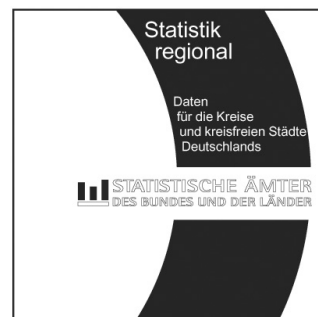 Statistik
regional
Daten
für die Kreise
und kreisfreien Städte
Deutschlands
STATISTISCHE ÄMTER
DES BUNDES UND DER LÄNDER